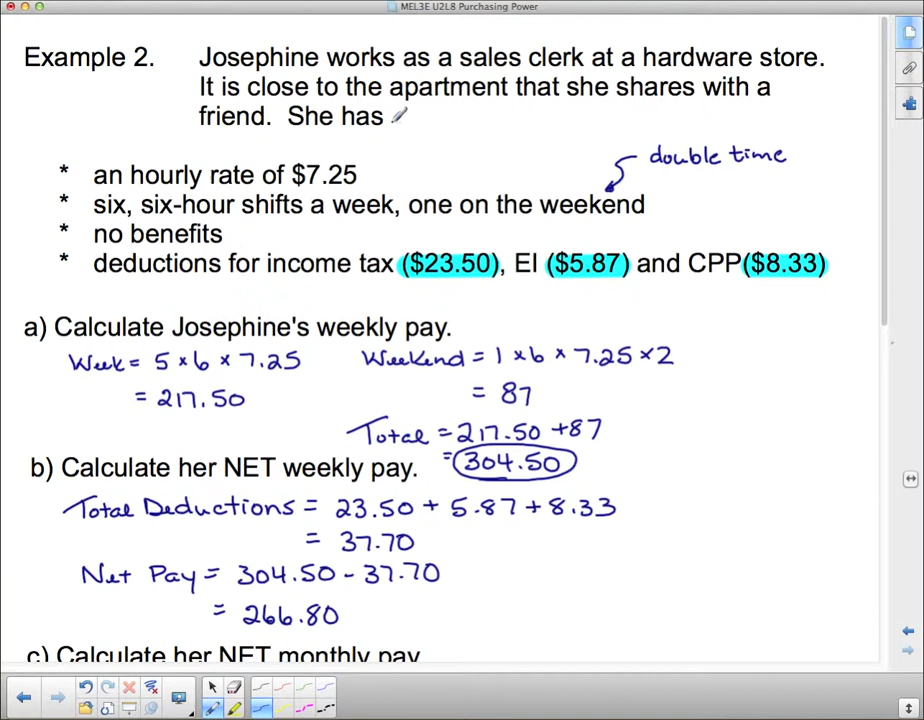 MEL3E U2L8 Purchasing Power
Example 2. Josephine works as a sales clerk at a hardware store.
It is close to the apartment that she shares with a
friend. She has
double time
* an hourly rate of $7.25
* six, six-hour shifts a week, one on the weekend
* no benefits
* deductions for income tax ($23.50), EI ($5.87) and CPP($8.33)
a) Calculate Josephine's weekly pay.
Week = 5 × 6 × 7.25
= 217.50
Weekend = 1 × 6 × 7.25 × 2
= 87
Total = 217.50 + 87
= 304.50
b) Calculate her NET weekly pay.
Total Deductions = 23.50 + 5.87 + 8.33
= 37.70
Net Pay = 304.50 - 37.70
= 266.80
c) Calculate her NET monthly pay